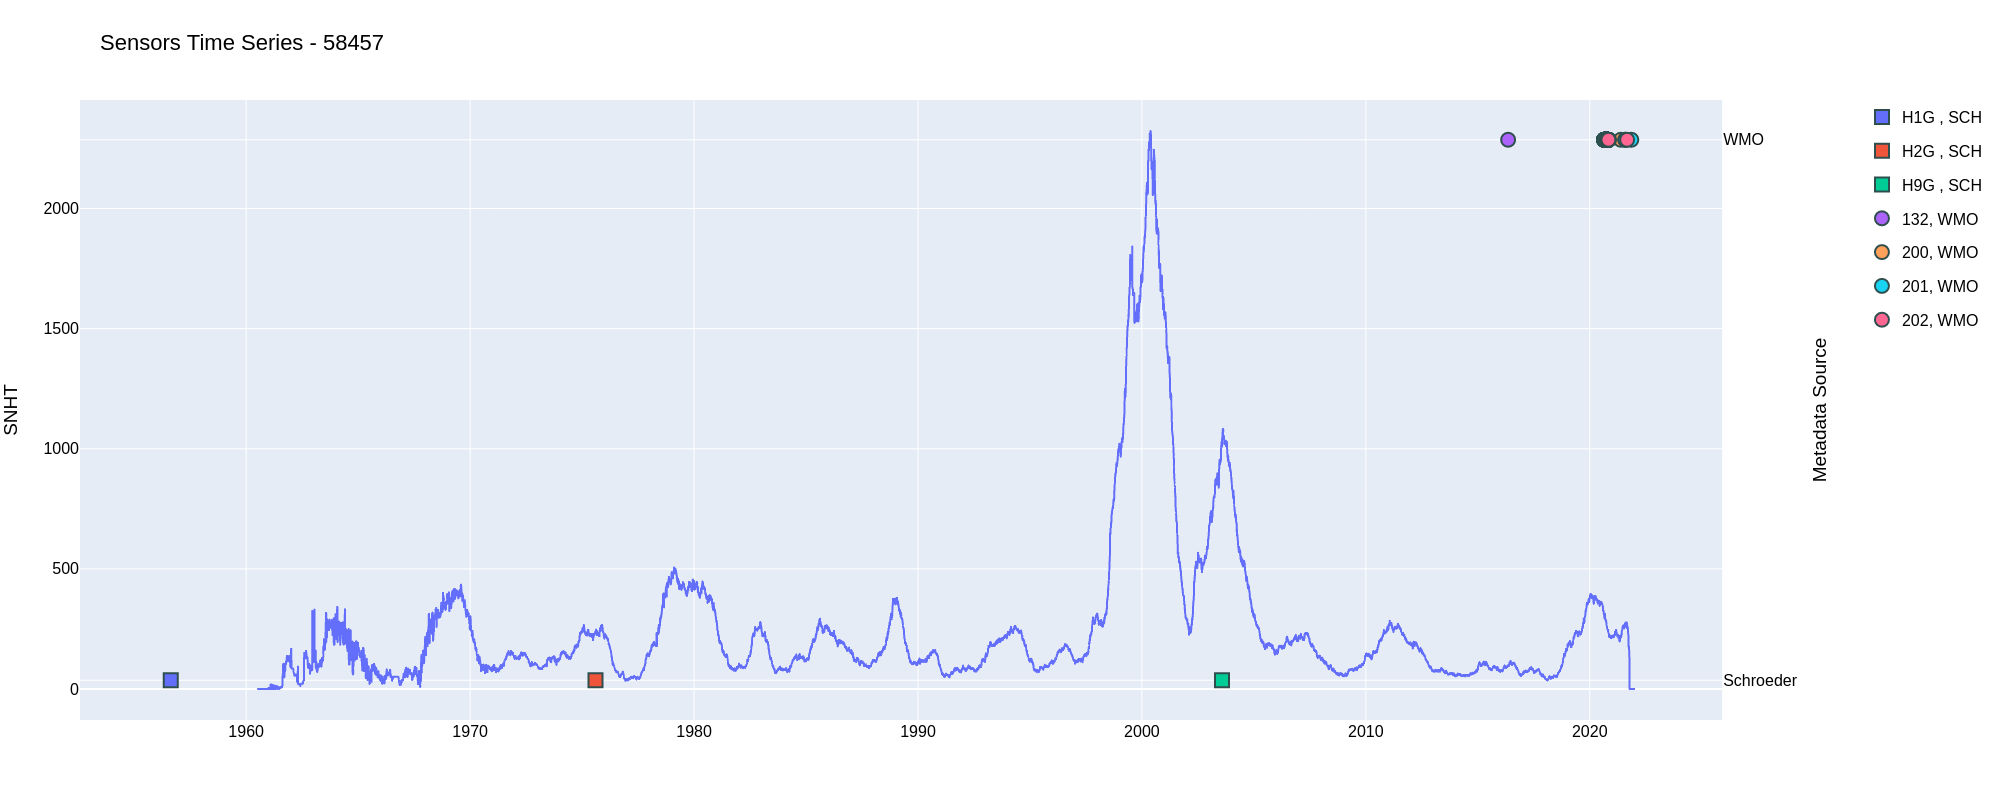 Sensors Time Series - 58457
H1G , SCH
H2G , SCH
H9G , SCH
132, WMO
200, WMO
201, WMO
202, WMO
WMO
Schroeder
Metadata Source
SNHT
2000
1500
1000
500
0
1960
1970
1980
1990
2000
2010
2020